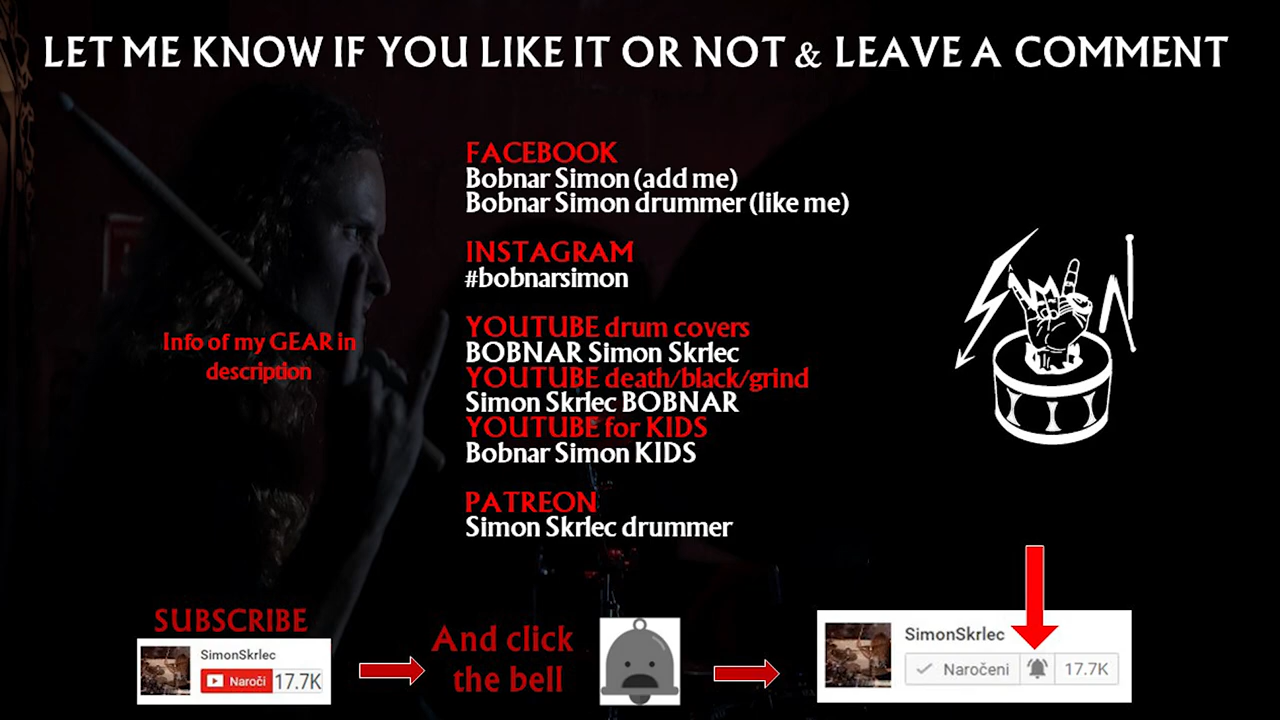 LET ME KNOW IF YOU LIKE IT OR NOT & LEAVE A COMMENT
FACEBOOK
Bobnar Simon (add me)
Bobnar Simon drummer (like me)
INSTAGRAM
#bobnarsimon
YOUTUBE drum covers
BOBNAR Simon Skrlec
YOUTUBE death/black/grind
Simon Skrlec BOBNAR
YOUTUBE for KIDS
Bobnar Simon KIDS
PATREON
Simon Skrlec drummer
Info of my GEAR in
description
SIMON
SUBSCRIBE
SimonSkrlec
Naroči 17.7K
And click
the bell
SimonSkrlec
Naročeni 17.7K